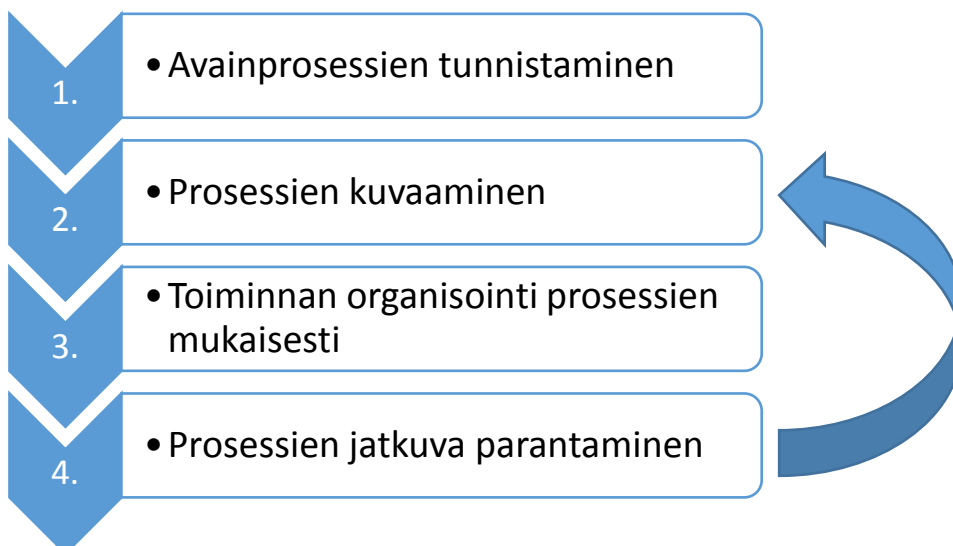 1.
• Avainprosessien tunnistaminen
2.
• Prosessien kuvaaminen
3.
• Toiminnan organisointi prosessien
mukaisesti
4.
• Prosessien jatkuva parantaminen